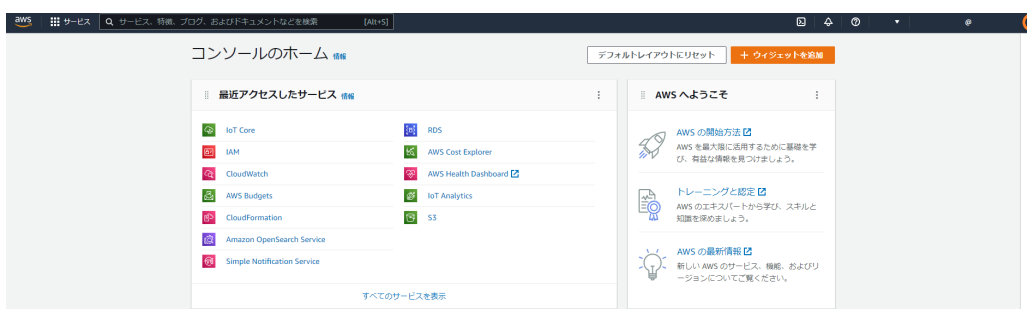 aws
サービス
サービス、特徴、ブログ、およびドキュメントなどを検索
[Alt+S]
@
コンソールのホーム 情報
デフォルトレイアウトにリセット
+ ウィジェットを追加
最近アクセスしたサービス 情報
IoT Core
IAM
CloudWatch
AWS Budgets
CloudFormation
Amazon OpenSearch Service
Simple Notification Service
RDS
AWS Cost Explorer
AWS Health Dashboard
IoT Analytics
S3
すべてのサービスを表示
AWS へようこそ
AWS の開始方法
AWS を最大限に活用するために基礎を学
び、有益な情報を見つけましょう。
トレーニングと認定
AWS のエキスパートから学び、スキルと
知識を深めましょう。
AWS の最新情報
新しい AWS のサービス、機能、およびリ
ージョンについてご覧ください。